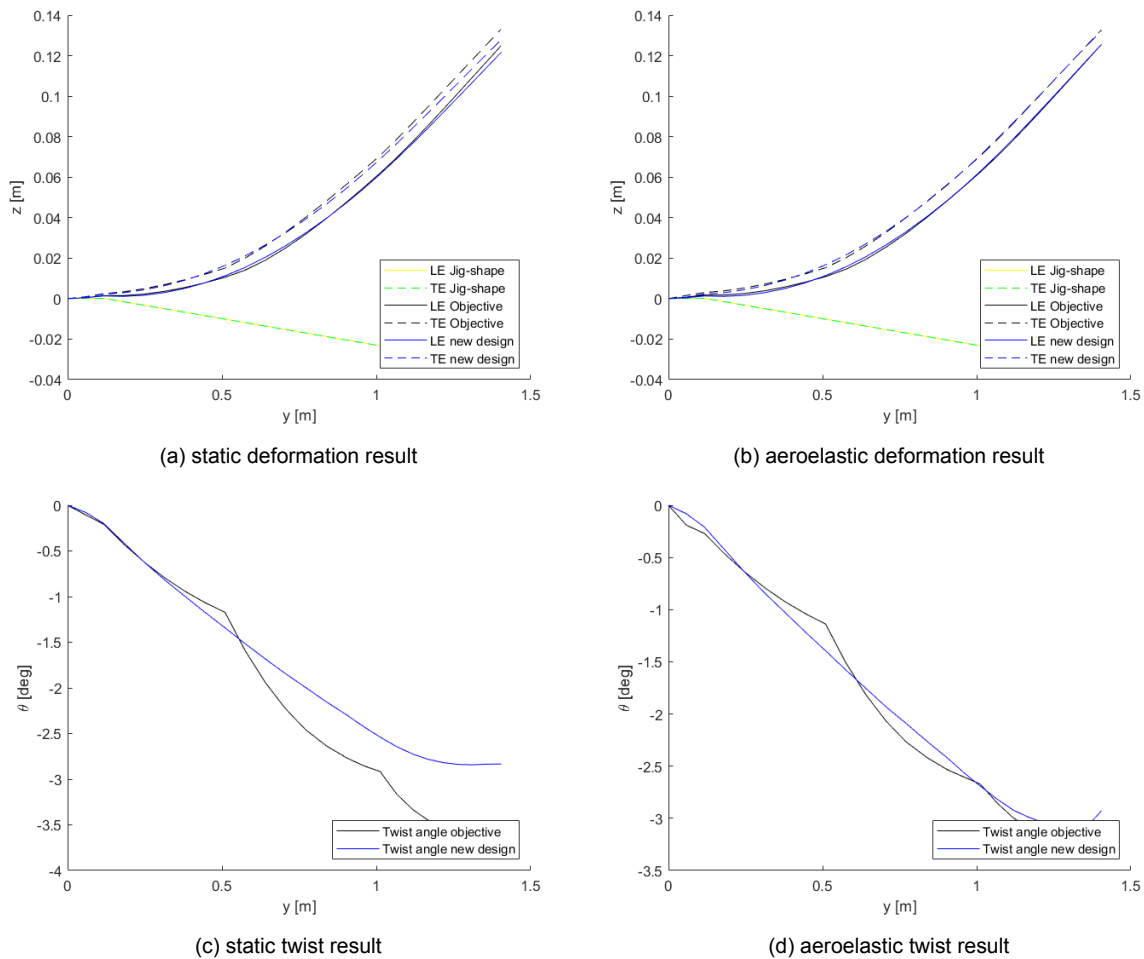 0.14
0.12
0.1
0.08
0.06
0.04
0.02
0
-0.02
-0.04
z [m]
0
0.5
1
1.5
y [m]
LE Jig-shape
TE Jig-shape
LE Objective
TE Objective
LE new design
TE new design
(a) static deformation result
0.14
0.12
0.1
0.08
0.06
0.04
0.02
0
-0.02
-0.04
z [m]
0
0.5
1
1.5
y [m]
LE Jig-shape
TE Jig-shape
LE Objective
TE Objective
LE new design
TE new design
(b) aeroelastic deformation result
0
-0.5
-1
-1.5
-2
-2.5
-3
-3.5
-4
θ [deg]
0
0.5
1
1.5
y [m]
Twist angle objective
Twist angle new design
(c) static twist result
0
-0.5
-1
-1.5
-2
-2.5
-3
-3.5
θ [deg]
0
0.5
1
1.5
y [m]
Twist angle objective
Twist angle new design
(d) aeroelastic twist result